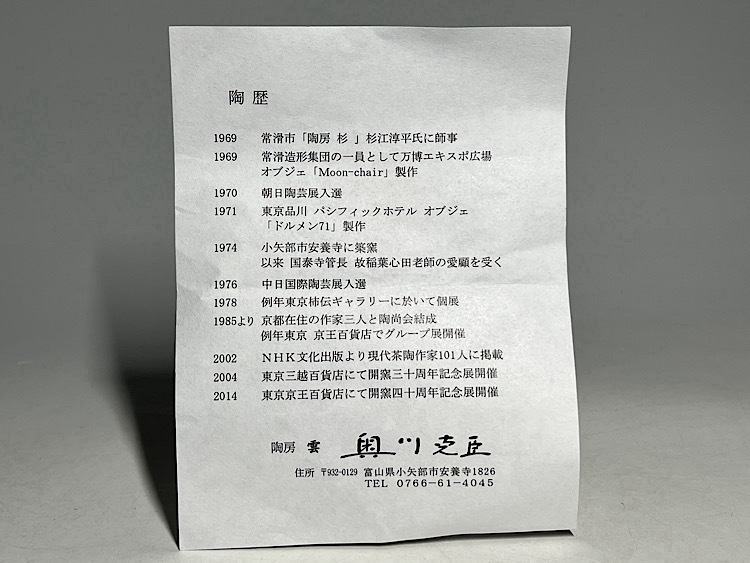 陶 歴
1969 常滑市「陶房 杉 」杉江淳平氏に師事
1969 常滑造形集団の一員として万博エキスポ広場
オブジェ「Moon-chair」製作
1970 朝日陶芸展入選
1971 東京品川 パシフィックホテル オブジェ
「ドルメン71」製作
1974 小矢部市安養寺に築窯
以来 国泰寺管長 故稲葉心田老師の愛顧を受く
1976 中日国際陶芸展入選
1978 例年東京柿伝ギャラリーに於いて個展
1985より 京都在住の作家三人と陶尚会結成
例年東京 京王百貨店でグループ展開催
2002 NHK文化出版より現代茶陶作家101人に掲載
2004 東京三越百貨店にて開窯三十周年記念展開催
2014 東京京王百貨店にて開窯四十周年記念展開催
陶房 雲 奥川克臣
住所 〒932-0129 富山県小矢部市安養寺1826
TEL 0766-61-4045